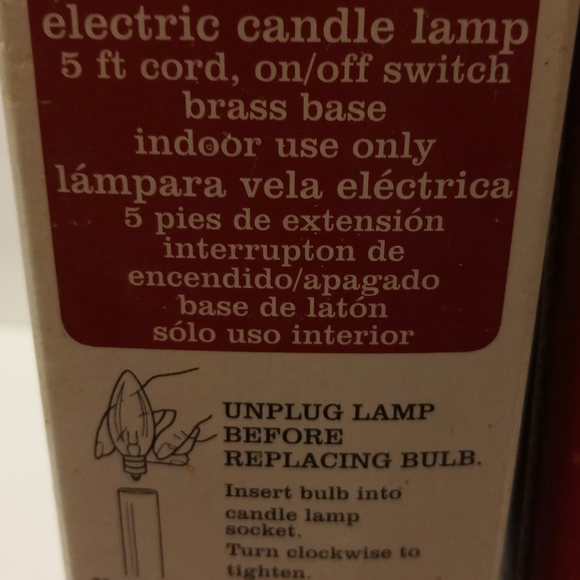 electric candle lamp
5 ft cord, on/off switch
brass base
indoor use only
lámpara vela eléctrica
5 pies de extensión
interrupton de
encendido/apagado
base de latón
sólo uso interior
UNPLUG LAMP
BEFORE
REPLACING BULB.
Insert bulb into
candle lamp
socket.
Turn clockwise to
tighten.